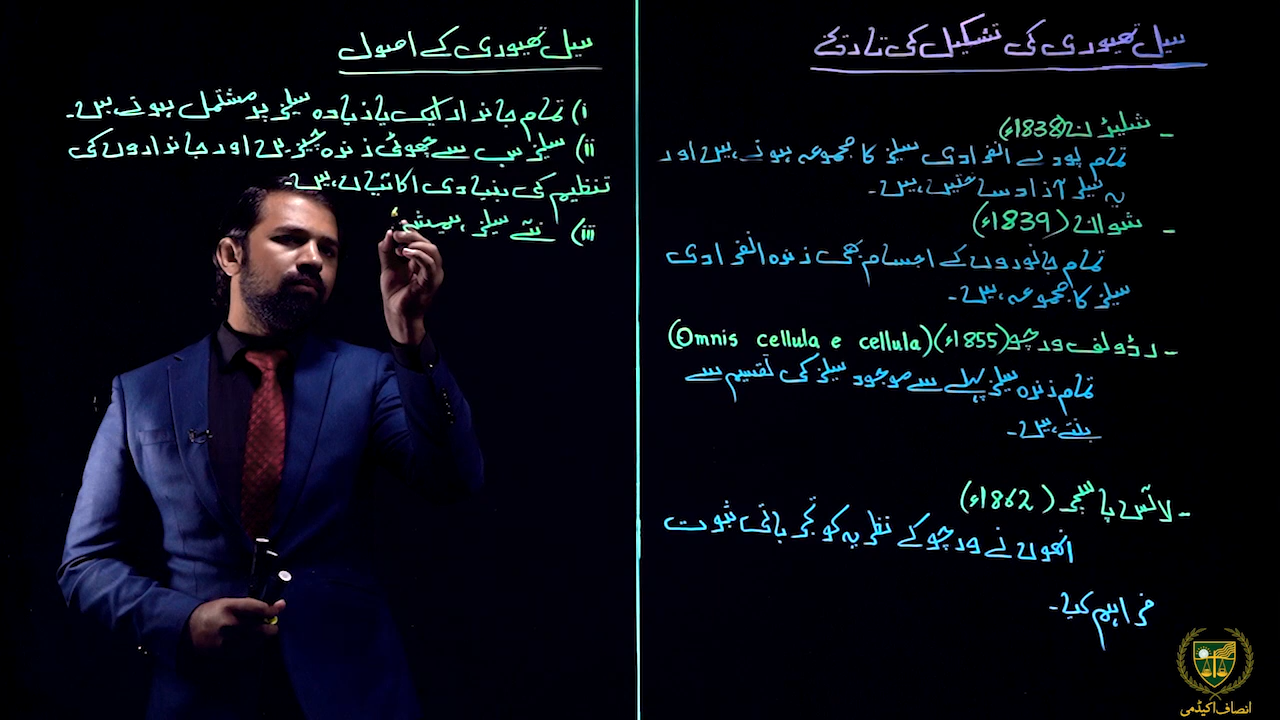 سیل تھیوری کی تشکیل کی تاریخ
- شلیڈن (1838ء)
تمام پودے انفرادی سیلز کا مجموعہ ہوتے ہیں اور
یہ سیلز آزاد ساختیں ہیں۔
- شوان (1839ء)
تمام جانوروں کے اجسام بھی زندہ انفرادی
سیلز کا مجموعہ ہیں۔
- رڈولف ورچو (1855ء) (Omnis cellula e cellula)
تمام زندہ سیلز پہلے سے موجود سیلز کی تقسیم سے
بنتے ہیں۔
- لائس پاسچر (1862ء)
انھوں نے ورچو کے نظریہ کو تجرباتی ثبوت
فراہم کیا۔
سیل تھیوری کے اصول
i) تمام جاندار ایک یا زیادہ سیلز پر مشتمل ہوتے ہیں۔
ii) سیلز سب سے چھوٹی زندہ چیزیں اور جانداروں کی
تنظیم کی بنیادی اکائیاں ہیں۔
iii) نئے سیلز ہمیشہ
انصاف اکیڈمی